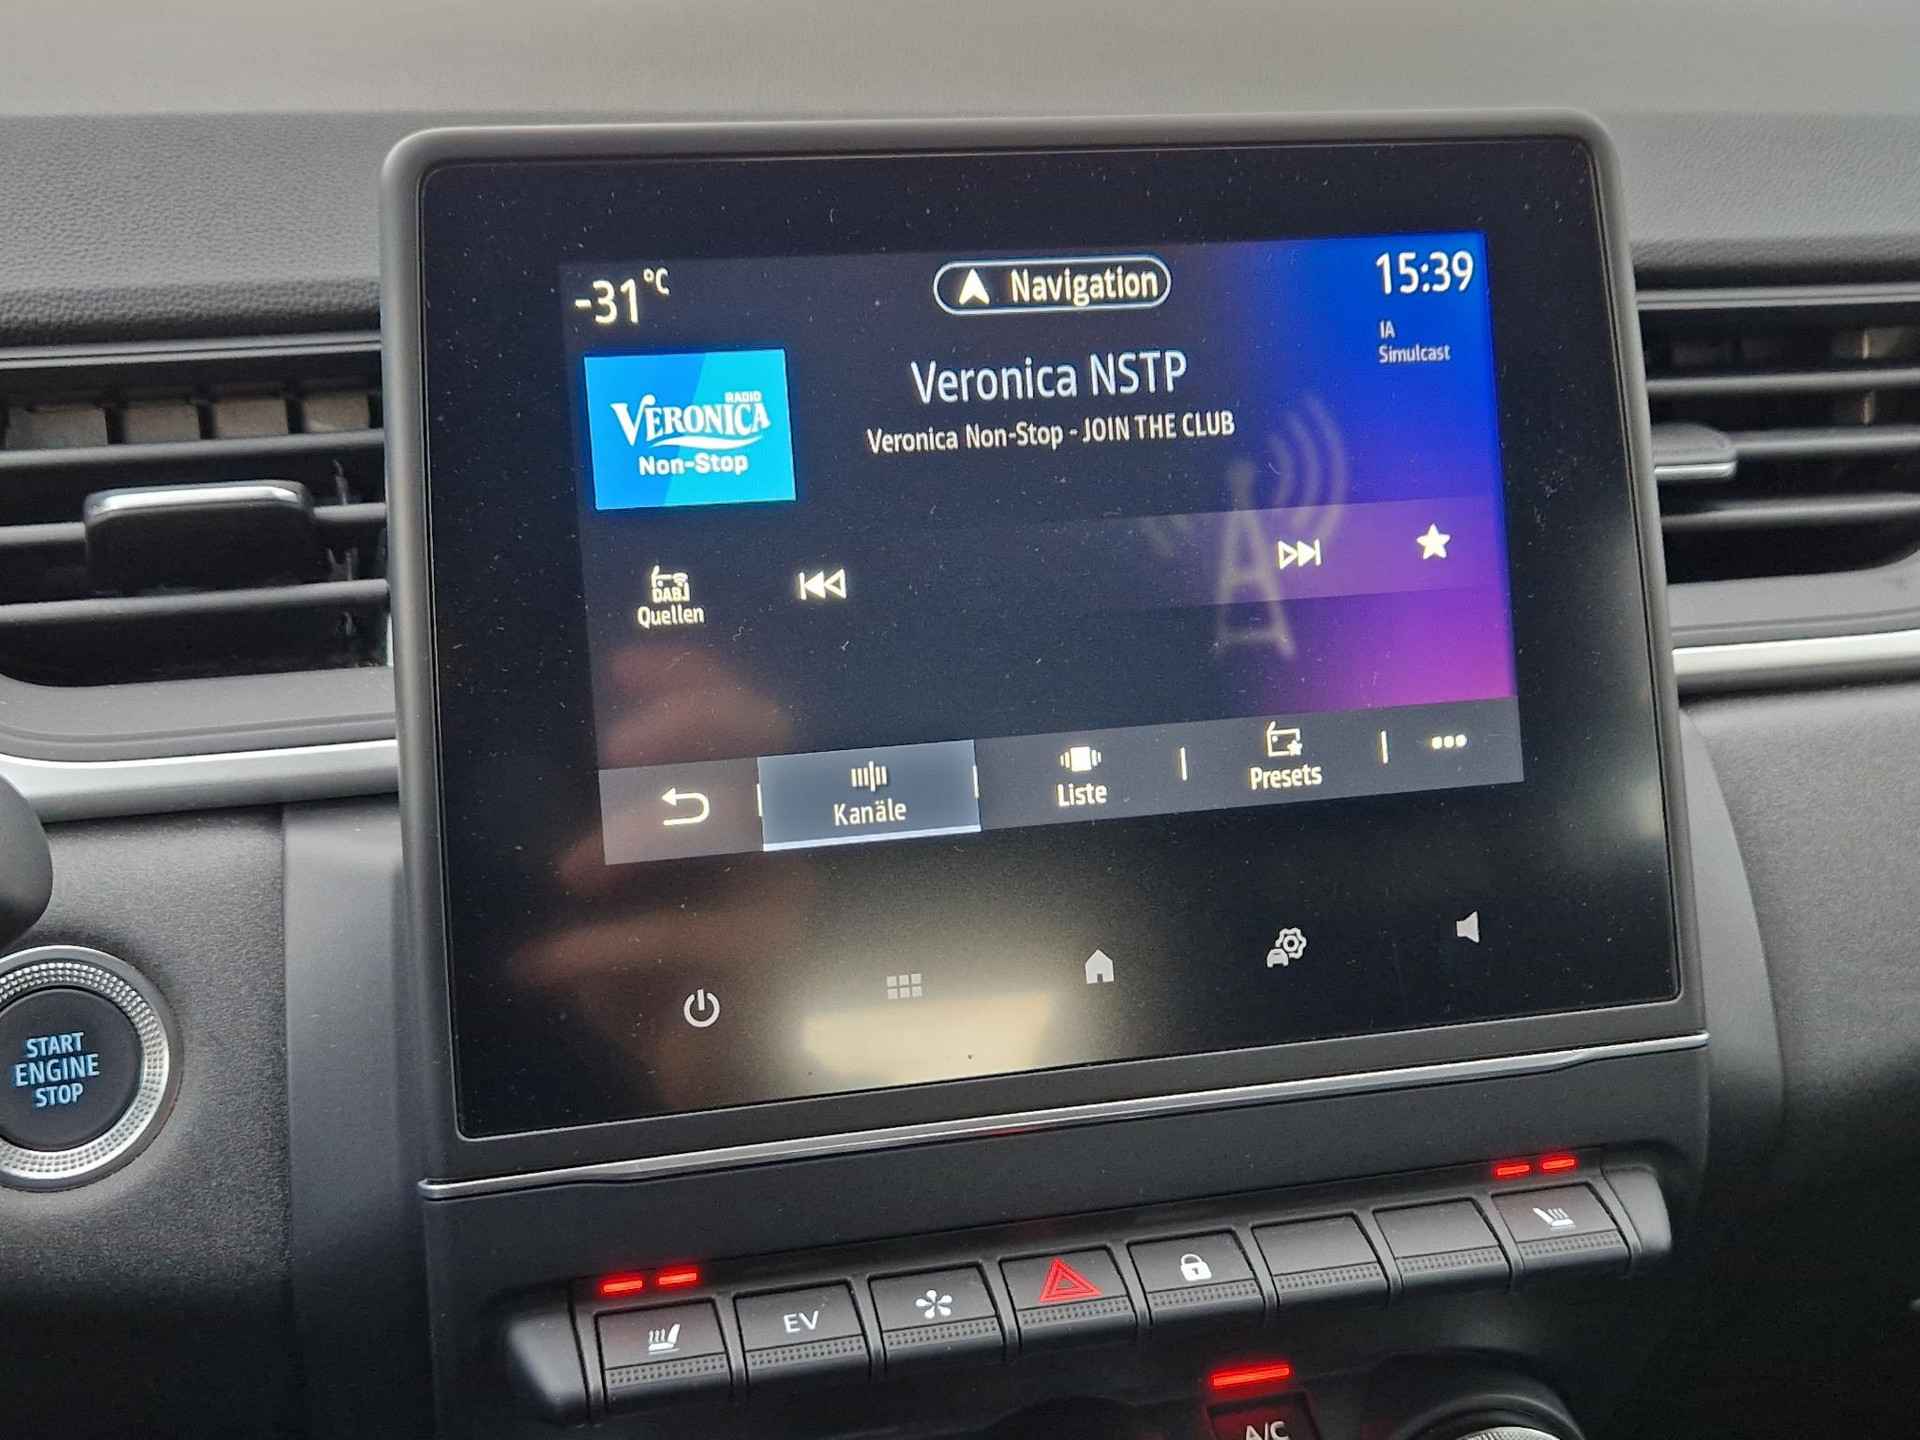 -31°C
Navigation
15:39
IA
Simulcast
RADIO
VERONICA
Non-Stop
Veronica NSTP
Veronica Non-Stop - JOIN THE CLUB
DAB
Quellen
Kanäle
Liste
Presets
START
ENGINE
STOP
EV
A/C